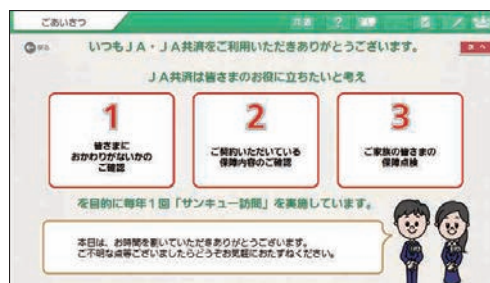 ごあいさつ
いつもJA・JA共済をご利用いただきありがとうございます。
JA共済は皆さまのお役に立ちたいと考え
1
皆さまに
おかわりがないかの
ご確認
2
ご契約いただいている
保障内容のご確認
3
ご家族の皆さまの
保障点検
を目的に毎年1回「サンキュー訪問」を実施しています。
本日は、お時間を割いていただきありがとうございます。
ご不明な点等ございましたらどうぞお気軽におたずねください。